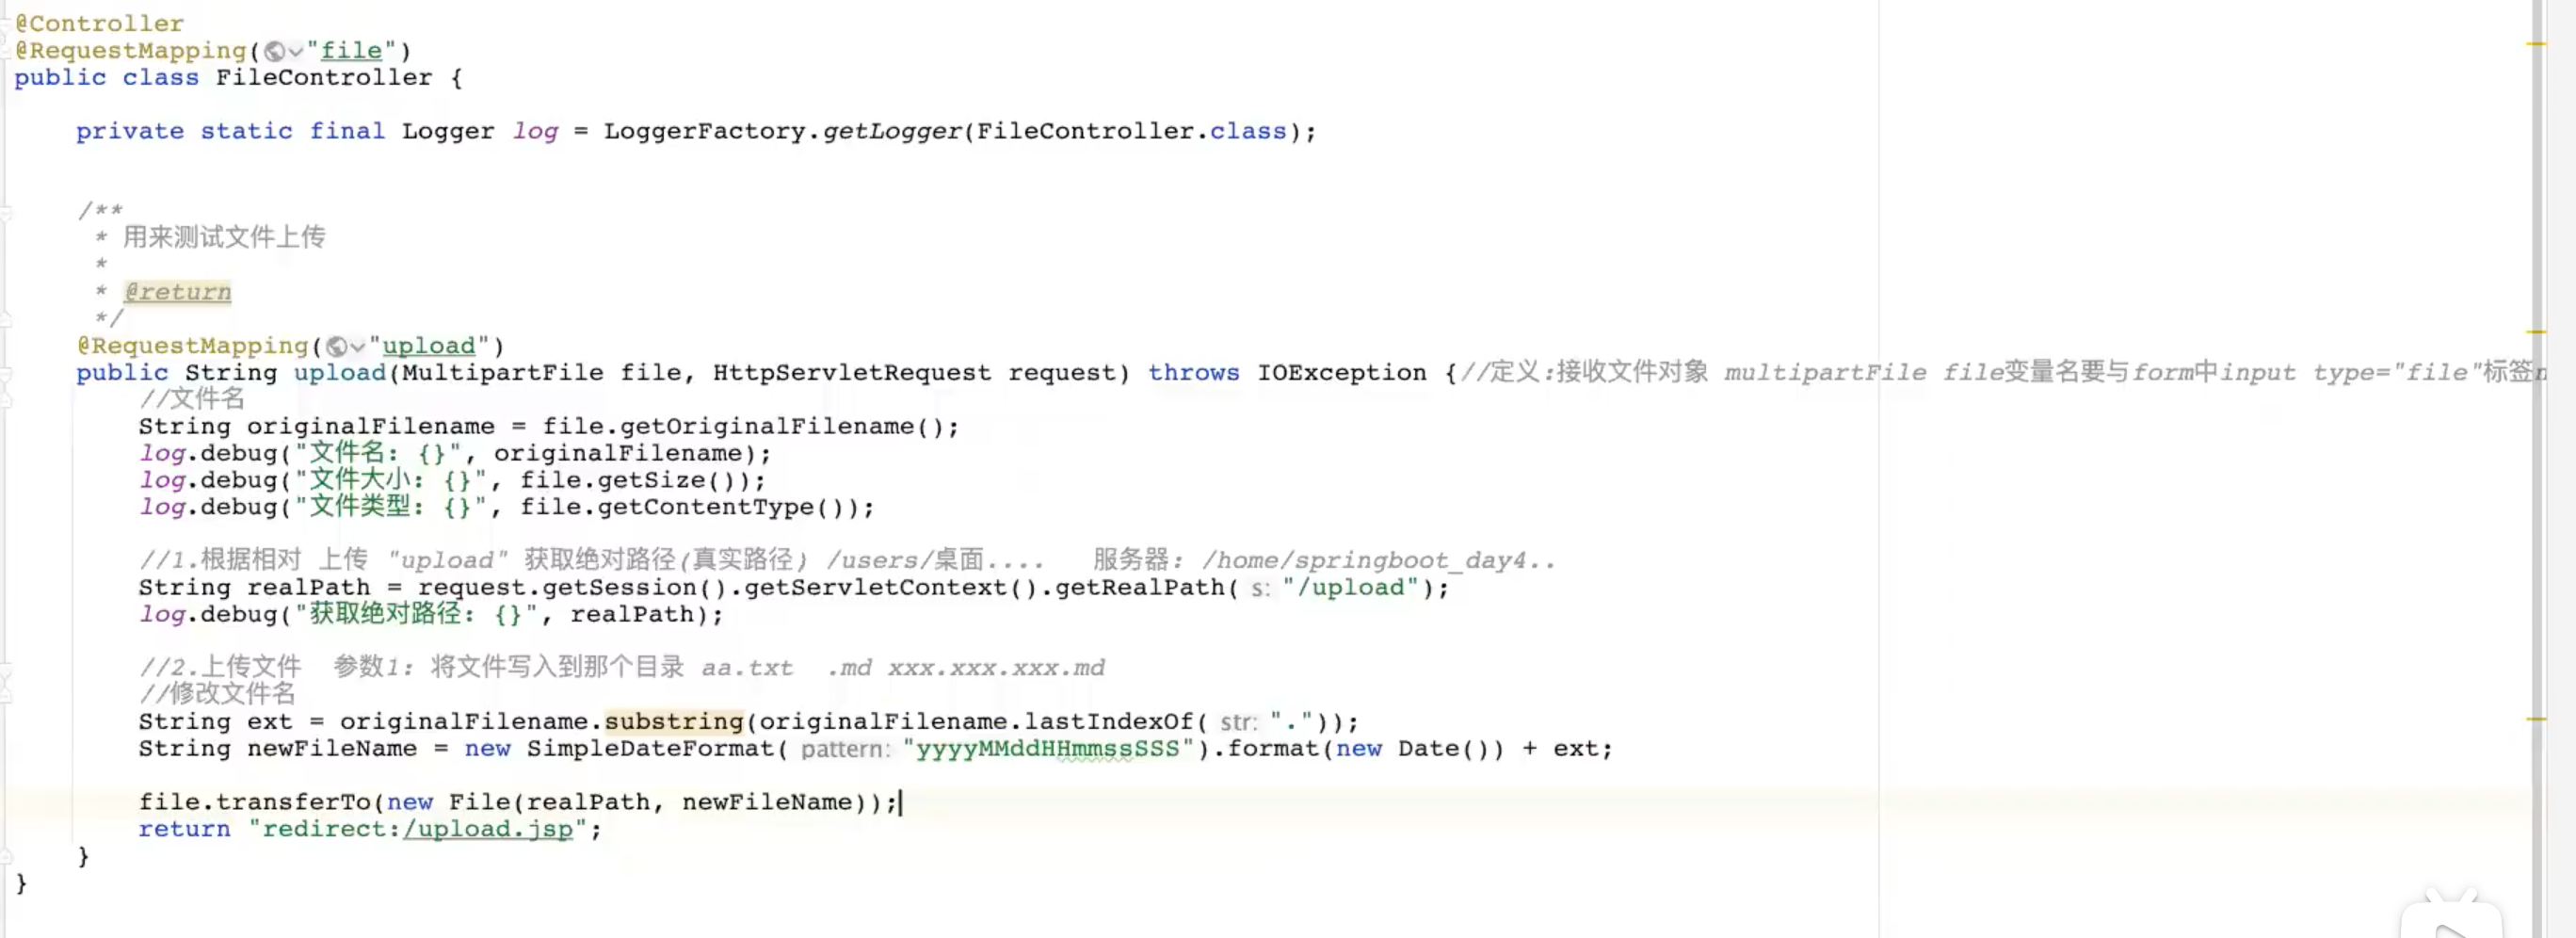 @Controller
@RequestMapping("file")
public class FileController {
private static final Logger log = LoggerFactory.getLogger(FileController.class);
/**
* 用来测试文件上传
*
* @return
*/
@RequestMapping("upload")
public String upload(MultipartFile file, HttpServletRequest request) throws IOException {//定义:接收文件对象 multipartFile file变量名要与form中input type="file"标签n
//文件名
String originalFilename = file.getOriginalFilename();
log.debug("文件名: {}", originalFilename);
log.debug("文件大小: {}", file.getSize());
log.debug("文件类型: {}", file.getContentType());
//1.根据相对 上传 "upload" 获取绝对路径(真实路径) /users/桌面.... 服务器: /home/springboot_day4..
String realPath = request.getSession().getServletContext().getRealPath( s: "/upload");
log.debug("获取绝对路径: {}", realPath);
//2.上传文件 参数1: 将文件写入到那个目录 aa.txt .md xxx.xxx.xxx.md
//修改文件名
String ext = originalFilename.substring(originalFilename.lastIndexOf( str: "."));
String newFileName = new SimpleDateFormat( pattern: "yyyyMMddHHmmssSSS").format(new Date()) + ext;
file.transferTo(new File(realPath, newFileName));
return "redirect:/upload.jsp";
}
}